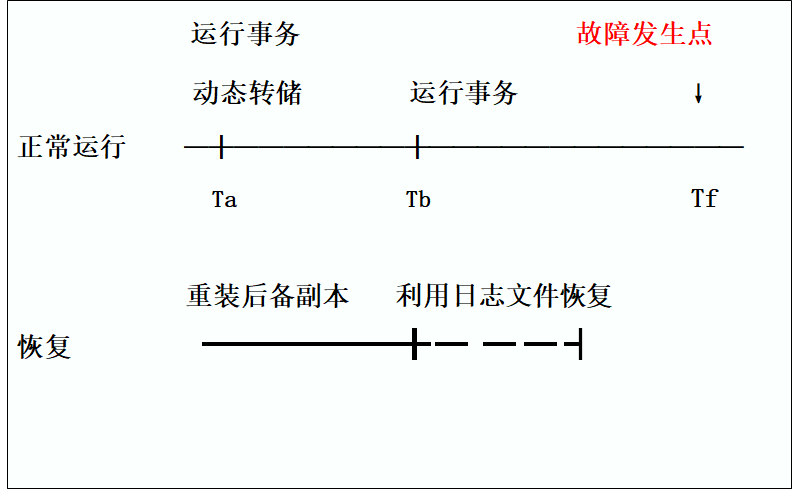 运行事务 故障发生点
动态转储 运行事务 ↓
正常运行
Ta Tb Tf
重装后备副本 利用日志文件恢复
恢复